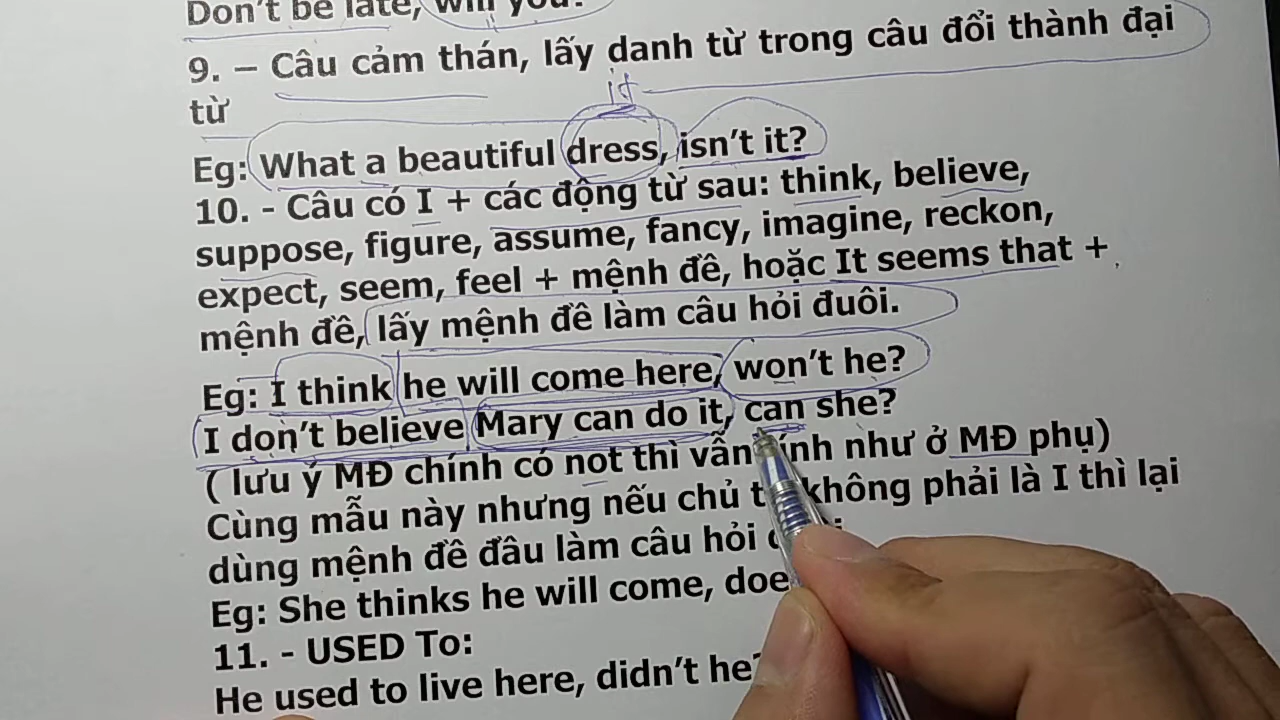 Don't be late, will you?
9. – Câu cảm thán, lấy danh từ trong câu đổi thành đại
từ
it
Eg: What a beautiful dress, isn't it?
10. - Câu có I + các động từ sau: think, believe,
suppose, figure, assume, fancy, imagine, reckon,
expect, seem, feel + mệnh đề, hoặc It seems that +
mệnh đề, lấy mệnh đề làm câu hỏi đuôi.
Eg: I think he will come here, won't he?
I don't believe Mary can do it, can she?
( lưu ý MĐ chính có not thì vẫn như ở MĐ phụ)
Cùng mẫu này nhưng nếu chủ không phải là I thì lại
dùng mệnh đề đâu làm câu hỏi
Eg: She thinks he will come,
11. - USED To:
He used to live here, didn't he?